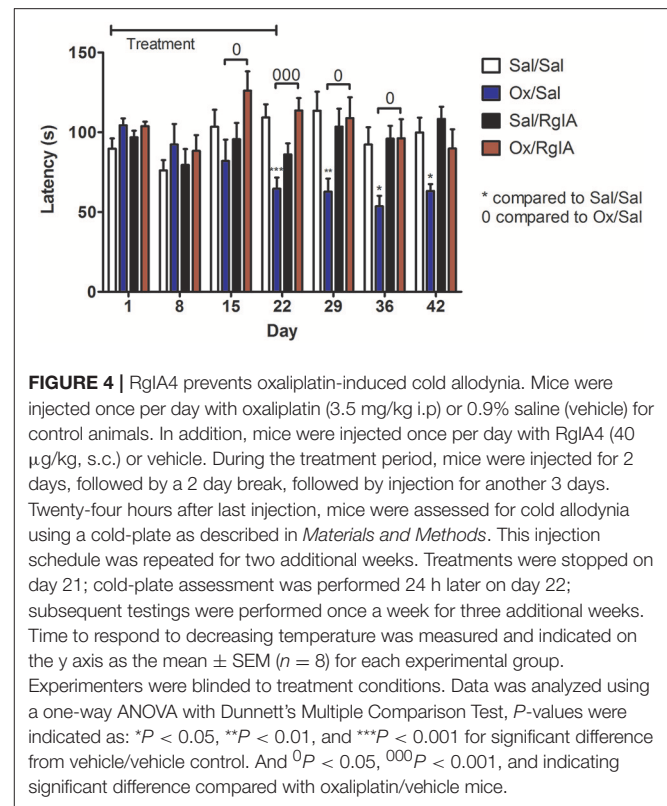 Treatment
150
100
50
0
Latency (s)
0
000
0
0
***
**
*
*
1 8 15 22 29 36 42
Day
Sal/Sal
Ox/Sal
Sal/RgIA
Ox/RgIA
* compared to Sal/Sal
0 compared to Ox/Sal
FIGURE 4 | RgIA4 prevents oxaliplatin-induced cold allodynia. Mice were
injected once per day with oxaliplatin (3.5 mg/kg i.p) or 0.9% saline (vehicle) for
control animals. In addition, mice were injected once per day with RgIA4 (40
μg/kg, s.c.) or vehicle. During the treatment period, mice were injected for 2
days, followed by a 2 day break, followed by injection for another 3 days.
Twenty-four hours after last injection, mice were assessed for cold allodynia
using a cold-plate as described in Materials and Methods. This injection
schedule was repeated for two additional weeks. Treatments were stopped on
day 21; cold-plate assessment was performed 24 h later on day 22;
subsequent testings were performed once a week for three additional weeks.
Time to respond to decreasing temperature was measured and indicated on
the y axis as the mean ± SEM (n = 8) for each experimental group.
Experimenters were blinded to treatment conditions. Data was analyzed using
a one-way ANOVA with Dunnett's Multiple Comparison Test, P-values were
indicated as: *P < 0.05, **P < 0.01, and ***P < 0.001 for significant difference
from vehicle/vehicle control. And 0P < 0.05, 000P < 0.001, and indicating
significant difference compared with oxaliplatin/vehicle mice.